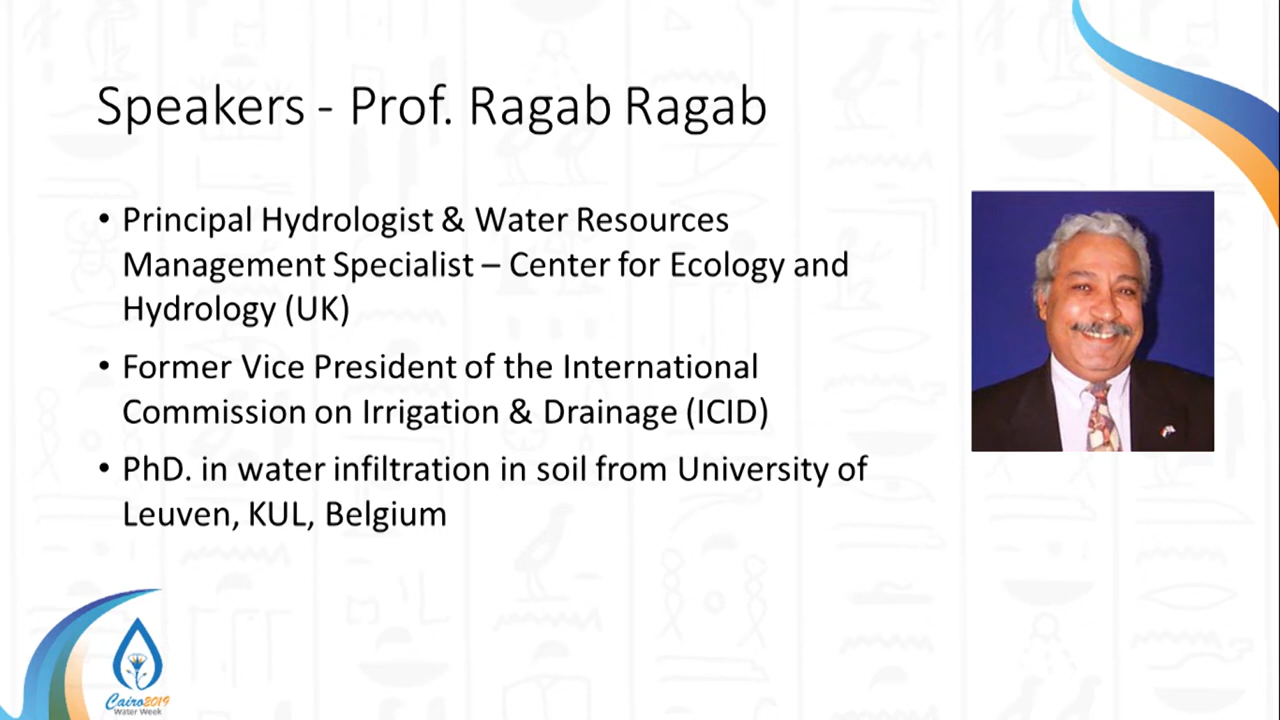 Speakers - Prof. Ragab Ragab
• Principal Hydrologist & Water Resources
Management Specialist – Center for Ecology and
Hydrology (UK)
• Former Vice President of the International
Commission on Irrigation & Drainage (ICID)
• PhD. in water infiltration in soil from University of
Leuven, KUL, Belgium
Cairo2019
Water Week